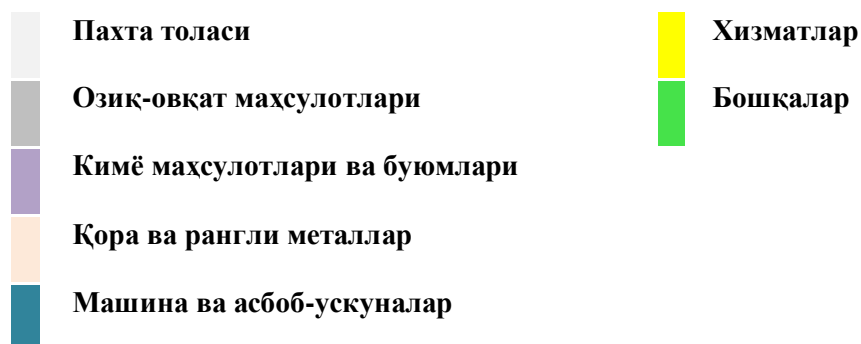 Пахта толаси
Озиқ-овқат маҳсулотлари
Кимё маҳсулотлари ва буюмлари
Қора ва рангли металлар
Машина ва асбоб-ускуналар
Хизматлар
Бошқалар